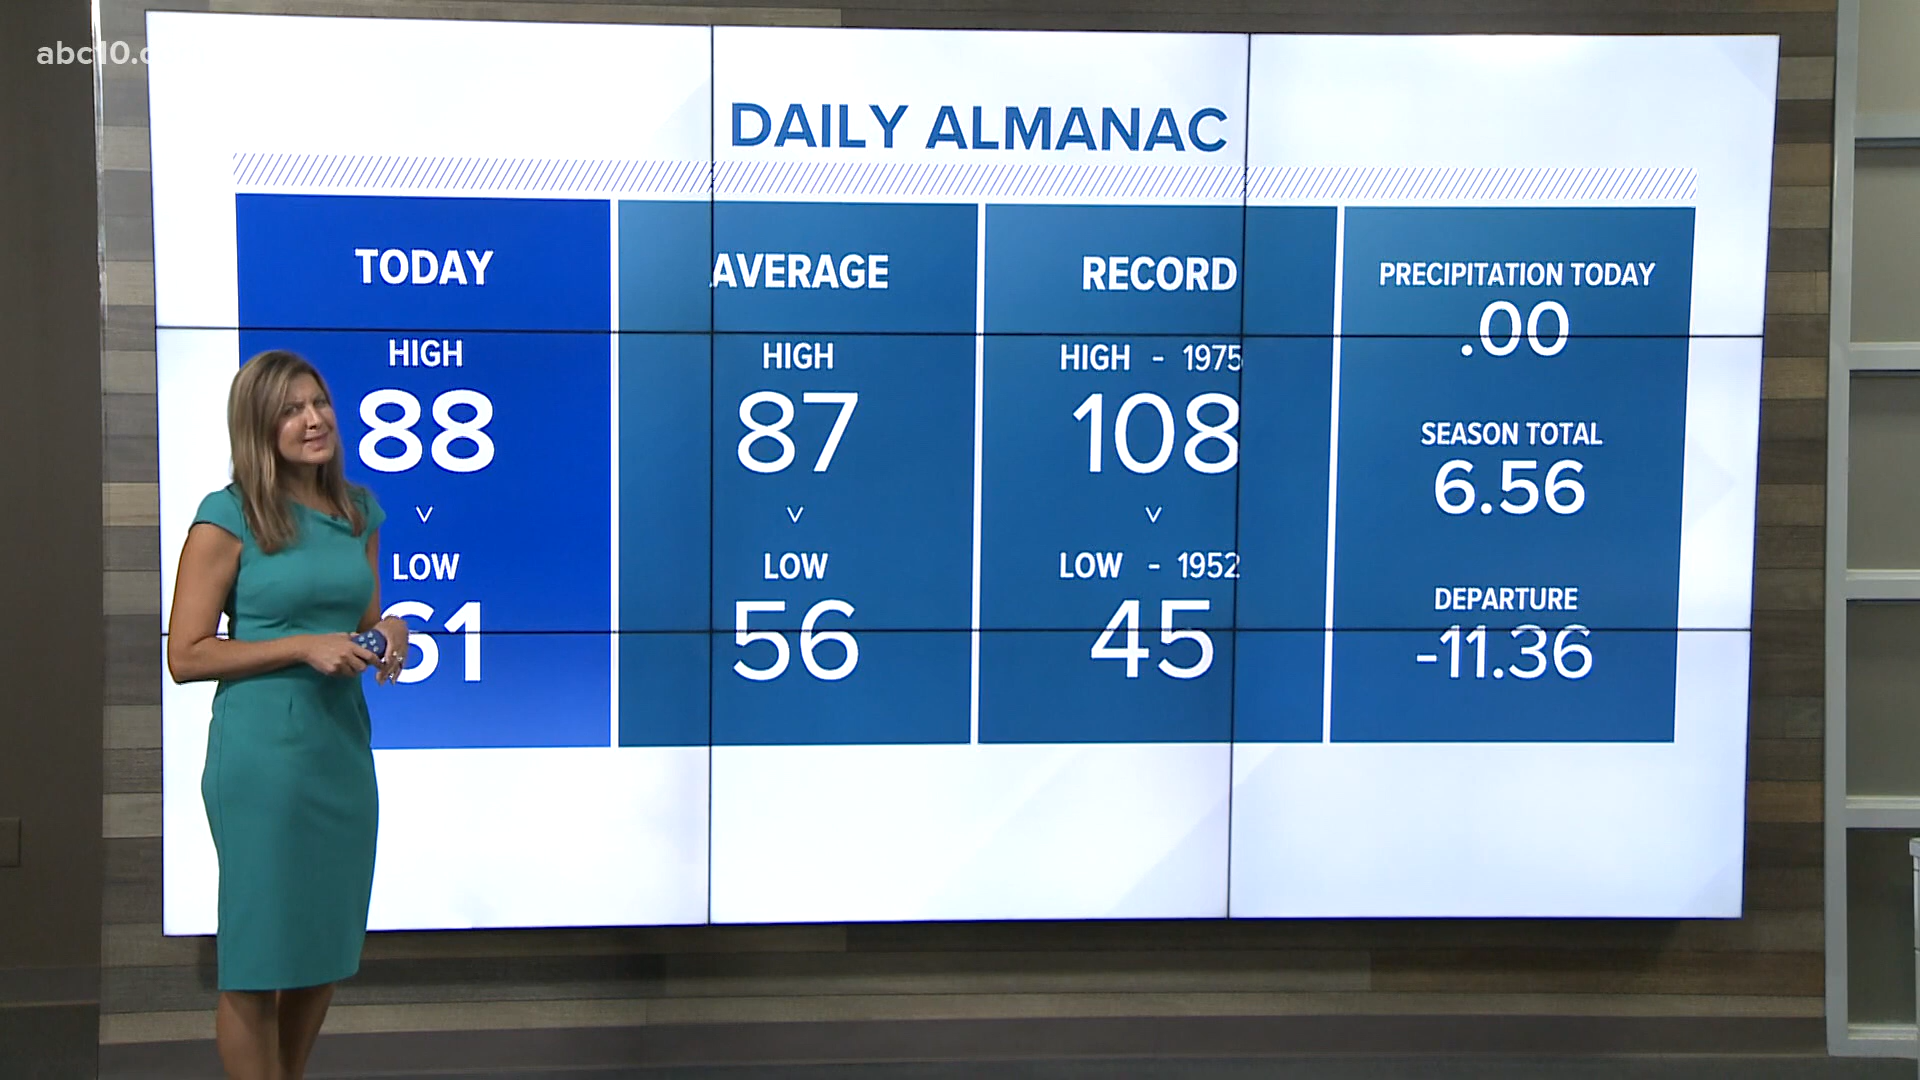 abc10.c
DAILY ALMANAC
TODAY
HIGH
88
LOW
61
AVERAGE
HIGH
87
LOW
56
RECORD
HIGH - 1975
108
LOW - 1952
45
PRECIPITATION TODAY
.00
SEASON TOTAL
6.56
DEPARTURE
-11.36